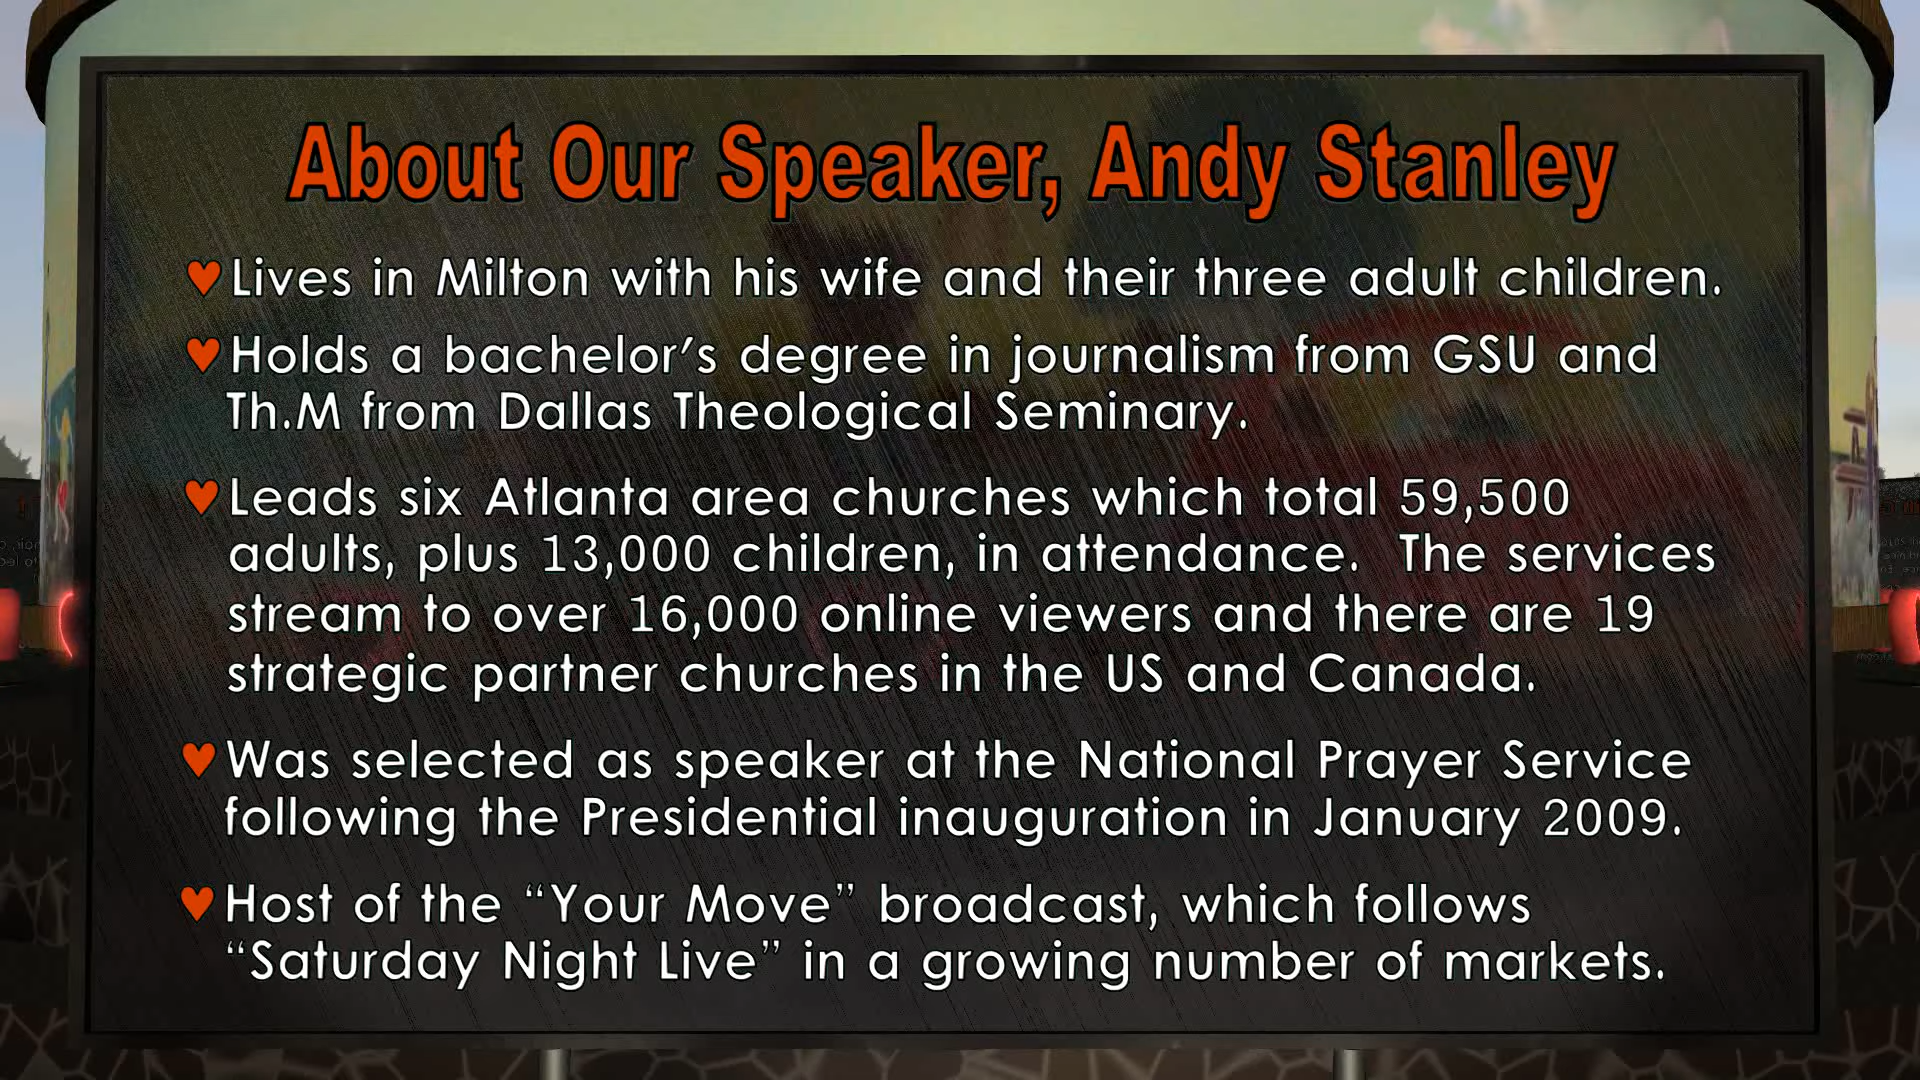 About Our Speaker, Andy Stanley
♥Lives in Milton with his wife and their three adult children.
♥Holds a bachelor's degree in journalism from GSU and
Th.M from Dallas Theological Seminary.
♥Leads six Atlanta area churches which total 59,500
adults, plus 13,000 children, in attendance. The services
stream to over 16,000 online viewers and there are 19
strategic partner churches in the US and Canada.
♥Was selected as speaker at the National Prayer Service
following the Presidential inauguration in January 2009.
♥Host of the “Your Move” broadcast, which follows
“Saturday Night Live” in a growing number of markets.